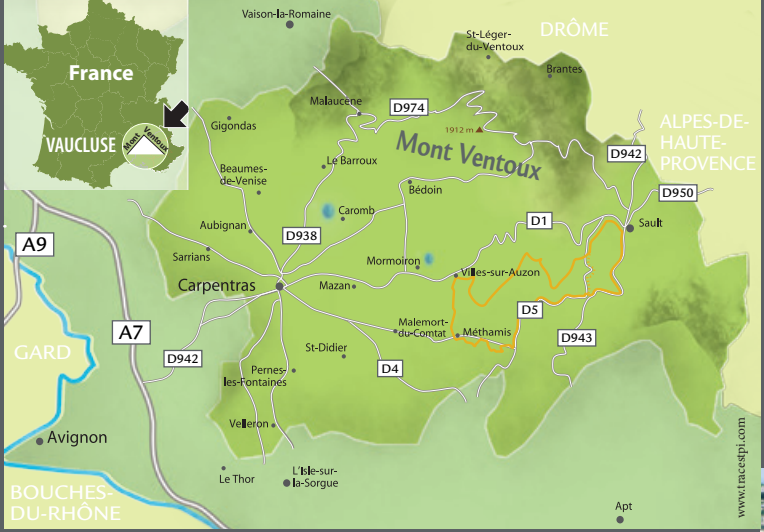 France
VAUCLUSE
Mont Ventoux
Vaison-la-Romaine
DRÔME
St-Léger-
du-Ventoux
Brantes
Malaucene
D974
Gigondas
1912 m
ALPES-DE-
HAUTE-
PROVENCE
Mont Ventoux
D942
Le Barroux
Beaumes-
de-Venise
Bédoin
D950
Caromb
D1
Sault
Aubignan
D938
A9
Sarrians
Mormoiron
Villes-sur-Auzon
Carpentras
Mazan
D5
A7
Malemort-
du-Comtat
Méthamis
D943
GARD
D942
St-Didier
D4
Pernes-
les-Fontaines
Velleron
Avignon
Le Thor
L'Isle-sur-
la-Sorgue
BOUCHES-
DU-RHÔNE
Apt
www.tracestpi.com